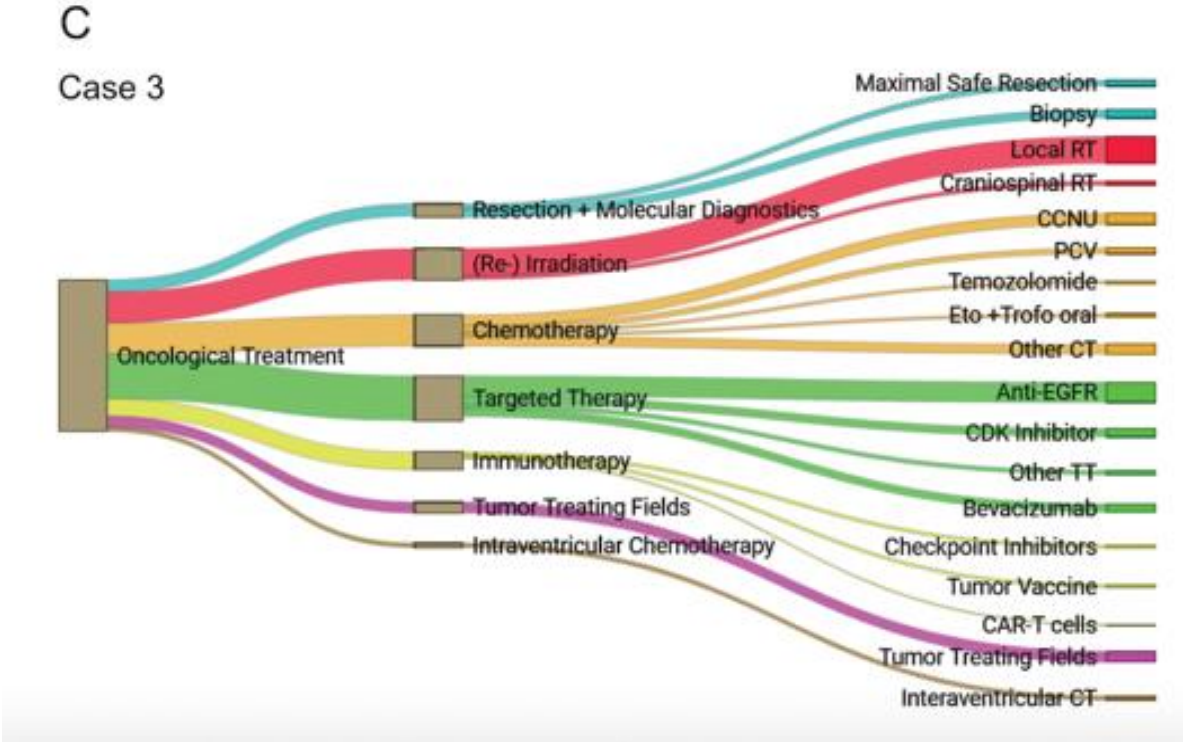 C
Case 3
Oncological Treatment
Resection + Molecular Diagnostics
(Re-) Irradiation
Chemotherapy
Targeted Therapy
Immunotherapy
Tumor Treating Fields
Intraventricular Chemotherapy
Maximal Safe Resection
Biopsy
Local RT
Craniospinal RT
CCNU
PCV
Temozolomide
Eto +Trofo oral
Other CT
Anti-EGFR
CDK Inhibitor
Other TT
Bevacizumab
Checkpoint Inhibitors
Tumor Vaccine
CAR-T cells
Tumor Treating Fields
Interaventricular CT